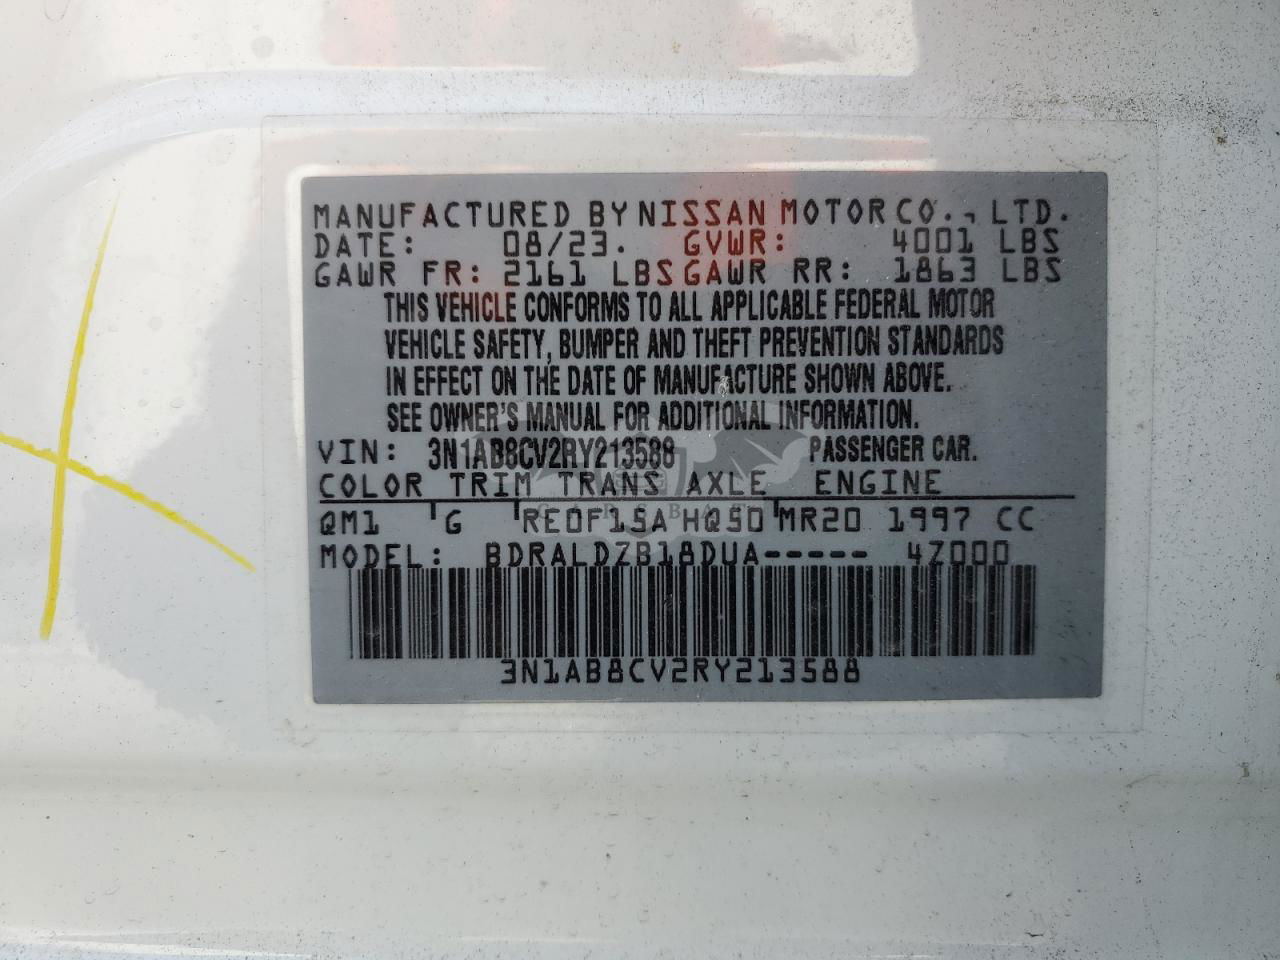 MANUFACTURED BY NISSAN MOTOR CO., LTD.
DATE: 08/23. GVWR: 4001 LBS
GAWR FR: 2161 LBS GAWR RR: 1863 LBS
THIS VEHICLE CONFORMS TO ALL APPLICABLE FEDERAL MOTOR
VEHICLE SAFETY, BUMPER AND THEFT PREVENTION STANDARDS
IN EFFECT ON THE DATE OF MANUFACTURE SHOWN ABOVE.
SEE OWNER'S MANUAL FOR ADDITIONAL INFORMATION.
VIN: 3N1AB8CV2RY213588 PASSENGER CAR.
COLOR TRIM TRANS AXLE ENGINE
QM1 G RE0F15A HQ50 MR20 1997 CC
MODEL: BDRALDZB18DUA----- 4Z000
3N1AB8CV2RY213588